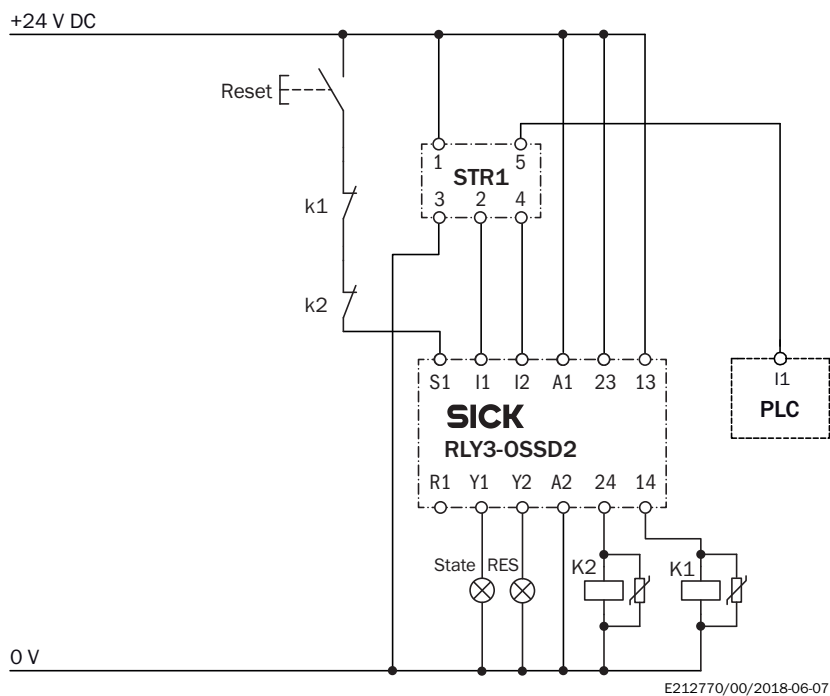 +24 V DC
Reset
1 5
STR1
3 2 4
k1
k2
S1 I1 I2 A1 23 13
I1
PLC
SICK
RLY3-OSSD2
R1 Y1 Y2 A2 24 14
State RES K2 K1
0 V
E212770/00/2018-06-07